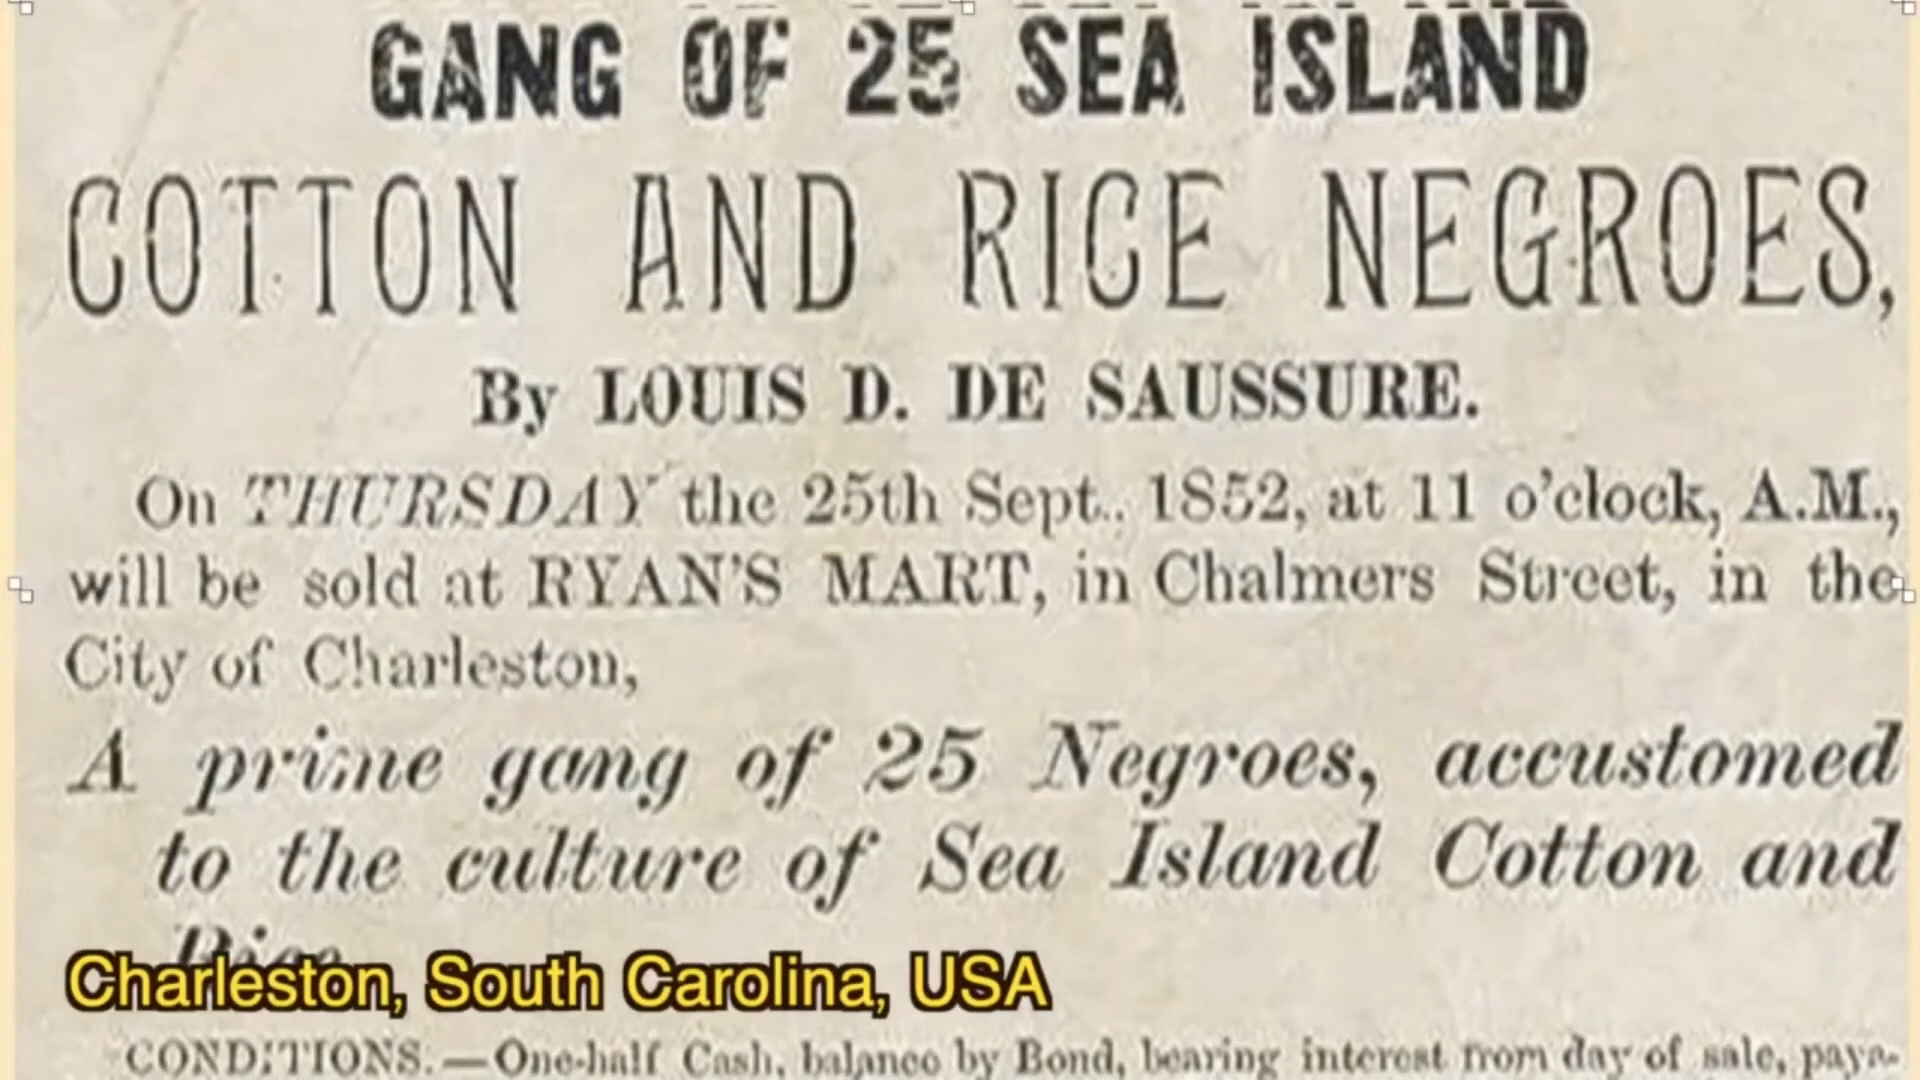 GANG OF 25 SEA ISLAND
COTTON AND RICE NEGROES,
By LOUIS D. DE SAUSSURE.
On THURSDAY the 25th Sept., 1852, at 11 o'clock, A.M.,
will be sold at RYAN'S MART, in Chalmers Street, in the
City of Charleston,
A prime gang of 25 Negroes, accustomed
to the culture of Sea Island Cotton and
Rice
Charleston, South Carolina, USA
CONDITIONS.—One-half Cash, balance by Bond, bearing interest from day of sale, paya-